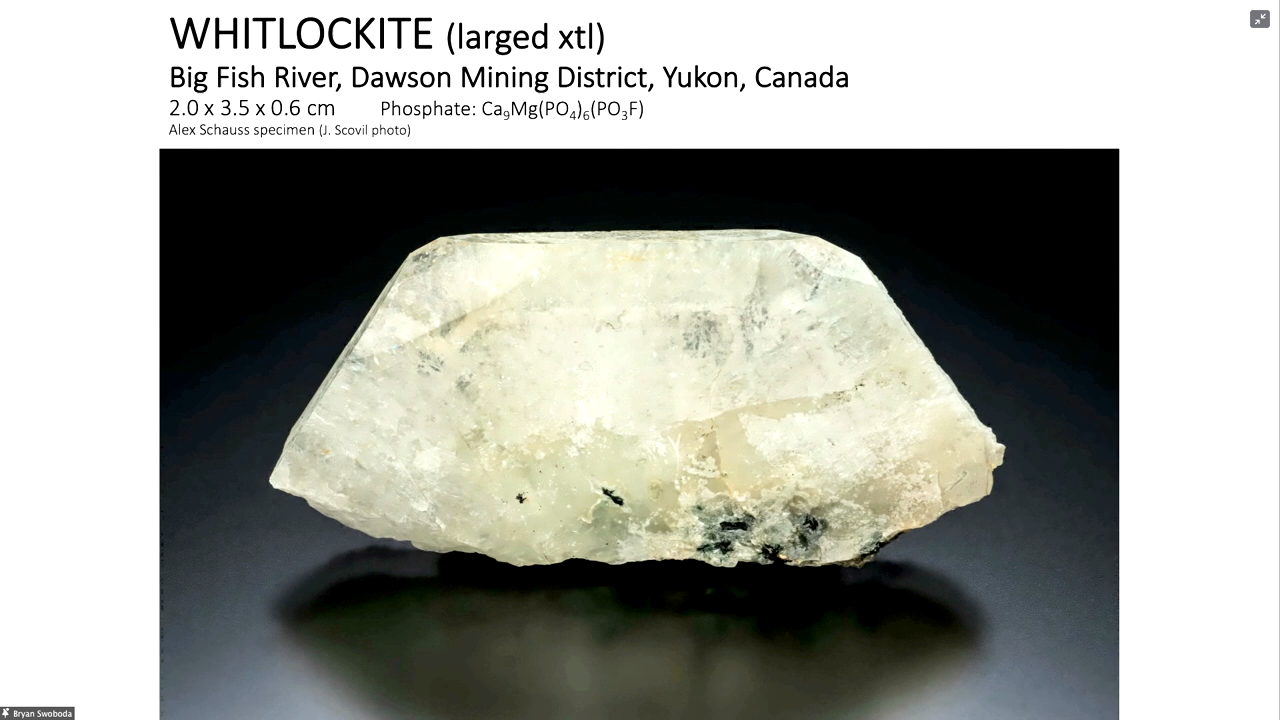 WHITLOCKITE (larged xtl)
Big Fish River, Dawson Mining District, Yukon, Canada
2.0 x 3.5 x 0.6 cm Phosphate: Ca₉Mg(PO₄)₆(PO₃F)
Alex Schauss specimen (J. Scovil photo)
Bryan Swoboda